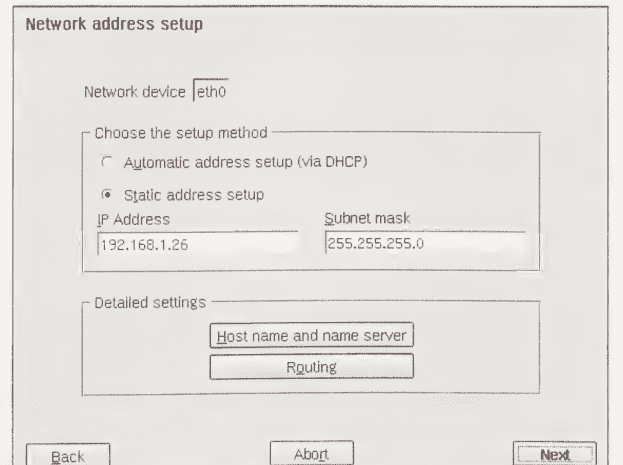 Network address setup
Network device eth0
Choose the setup method
Automatic address setup (via DHCP)
Static address setup
IP Address Subnet mask
192.168.1.26 255.255.255.0
Detailed settings
Host name and name server
Routing
Back Abort Next